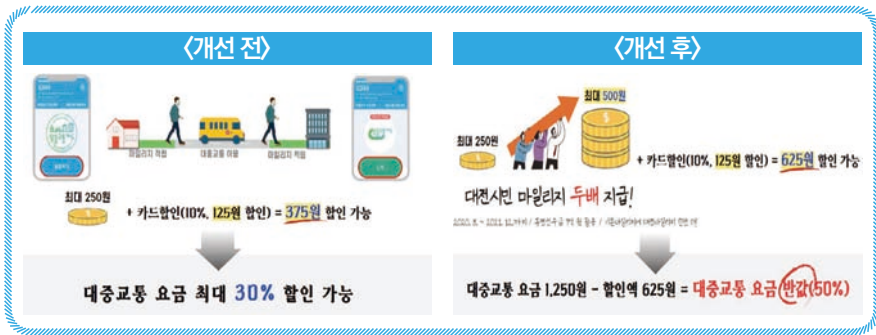 〈개선 전〉
마일리지 적립
대중교통 이용
마일리지 적립
최대 250원
+ 카드할인(10%, 125원 할인) = 375원 할인 가능
대중교통 요금 최대 30% 할인 가능
〈개선 후〉
최대 250원
최대 500원
+ 카드할인(10%, 125원 할인) = 625원 할인 가능
대전시민 마일리지 두배 지급!
대중교통 요금 1,250원 - 할인액 625원 = 대중교통 요금 반값(50%)